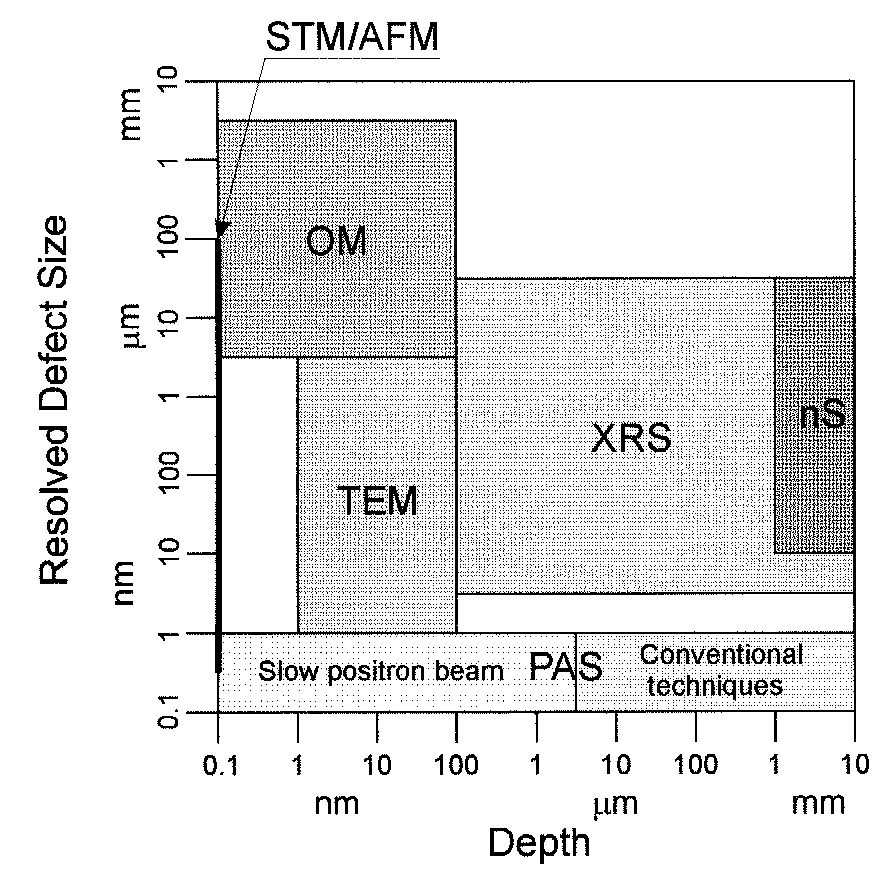 STM/AFM
10
mm
1
100
10
μm
1
100
10
nm
1
0.1
Resolved Defect Size
OM
TEM
XRS
nS
Slow positron beam
PAS
Conventional
techniques
0.1 1 10 100 1 10 100 1 10
nm μm mm
Depth